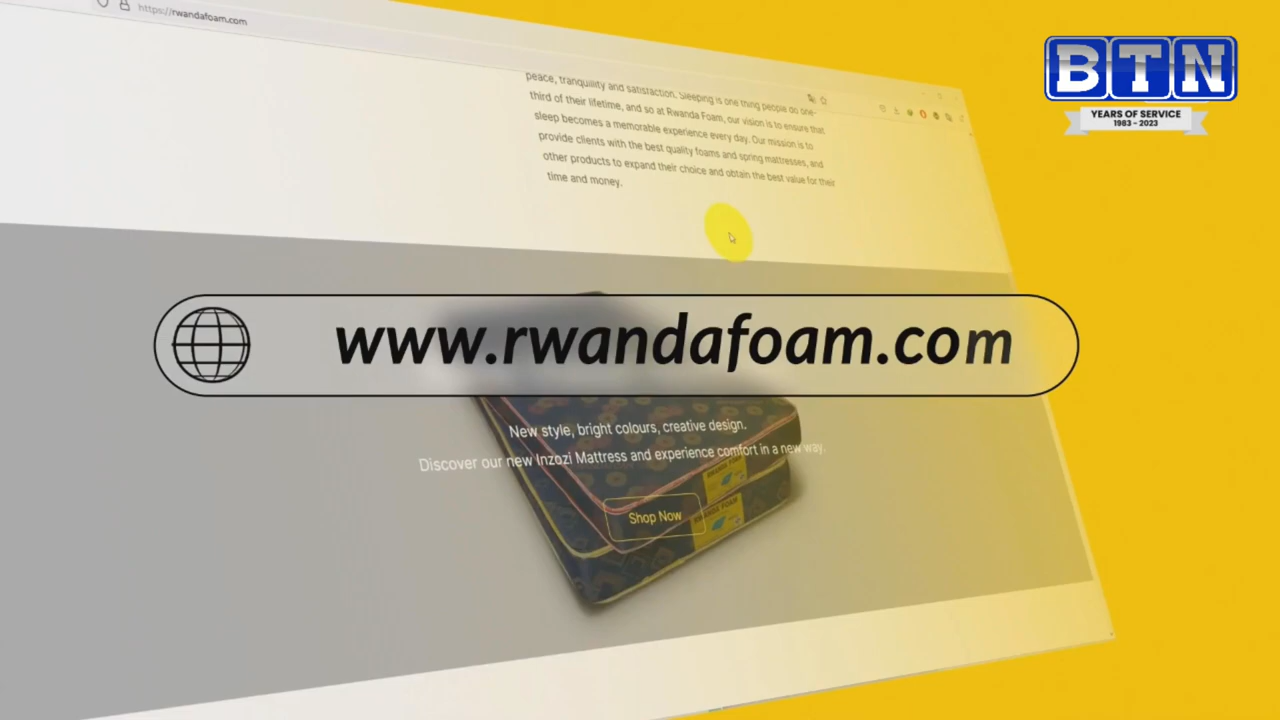 https://rwandafoam.com
BTN
YEARS OF SERVICE
1983 - 2023
peace, tranquility and satisfaction. Sleeping is one thing people do one-
third of their lifetime, and so at Rwanda Foam, our vision is to ensure that
sleep becomes a memorable experience every day. Our mission is to
provide clients with the best quality foams and spring mattresses, and
other products to expand their choice and obtain the best value for their
time and money.
www.rwandafoam.com
New style, bright colours, creative design.
Discover our new Inzozi Mattress and experience comfort in a new way.
RWANDA FOAM
Shop Now
RWANDA FOAM